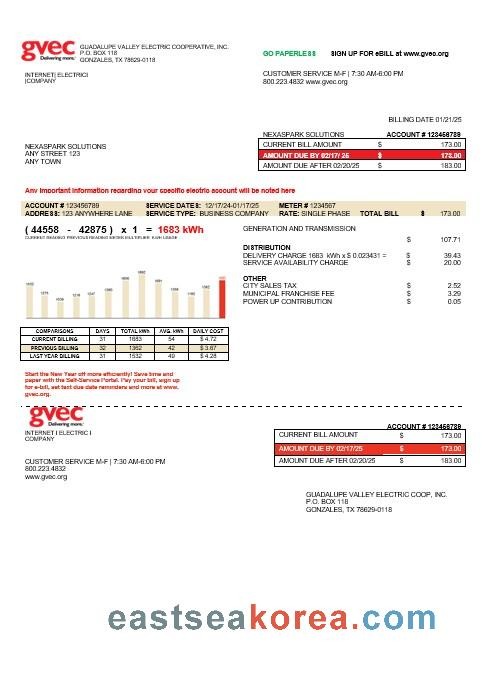 gvec
Delivering more.
GUADALUPE VALLEY ELECTRIC COOPERATIVE, INC.
P.O. BOX 118
GONZALES, TX 78629-0118
GO PAPERLESS SIGN UP FOR eBILL at www.gvec.org
INTERNET| ELECTRICI
|COMPANY
CUSTOMER SERVICE M-F | 7:30 AM-6:00 PM
800.223.4832 www.gvec.org
BILLING DATE 01/21/25
NEXASPARK SOLUTIONS ACCOUNT # 123456789
CURRENT BILL AMOUNT $ 173.00
AMOUNT DUE BY 02/17/ 25 $ 173.00
AMOUNT DUE AFTER 02/20/25 $ 183.00
NEXASPARK SOLUTIONS
ANY STREET 123
ANY TOWN
Any important information regarding your specific electric account will be noted here
ACCOUNT # 123456789 SERVICE DATES: 12/17/24-01/17/25 METER # 1234567
ADDRESS: 123 ANYWHERE LANE SERVICE TYPE: BUSINESS COMPANY RATE: SINGLE PHASE TOTAL BILL $ 173.00
( 44558 - 42875 ) x 1 = 1683 kWh
CURRENT READING PREVIOUS READING METER MULTIPLIER KWH USAGE
GENERATION AND TRANSMISSION
$ 107.71
DISTRIBUTION
DELIVERY CHARGE 1683 kWh x $ 0.023431 = $ 39.43
SERVICE AVAILABILITY CHARGE $ 20.00
OTHER
CITY SALES TAX $ 2.52
MUNICIPAL FRANCHISE FEE $ 3.29
POWER UP CONTRIBUTION $ 0.05
COMPARISONS DAYS TOTAL kWh AVG. kWh DAILY COST
CURRENT BILLING 31 1683 54 $ 4.72
PREVIOUS BILLING 32 1362 42 $ 3.67
LAST YEAR BILLING 31 1532 49 $ 4.28
Start the New Year off more efficiently! Save time and
paper with the Self-Service Portal. Pay your bill, sign up
for e-bill, set text due date reminders and more at www.
gvec.org.
gvec
Delivering more.
INTERNET I ELECTRIC I
COMPANY
ACCOUNT # 123456789
CURRENT BILL AMOUNT $ 173.00
AMOUNT DUE BY 02/17/25 $ 173.00
AMOUNT DUE AFTER 02/20/25 $ 183.00
CUSTOMER SERVICE M-F | 7:30 AM-6:00 PM
800.223.4832
www.gvec.org
GUADALUPE VALLEY ELECTRIC COOP, INC.
P.O. BOX 118
GONZALES, TX 78629-0118
eastseakorea.com